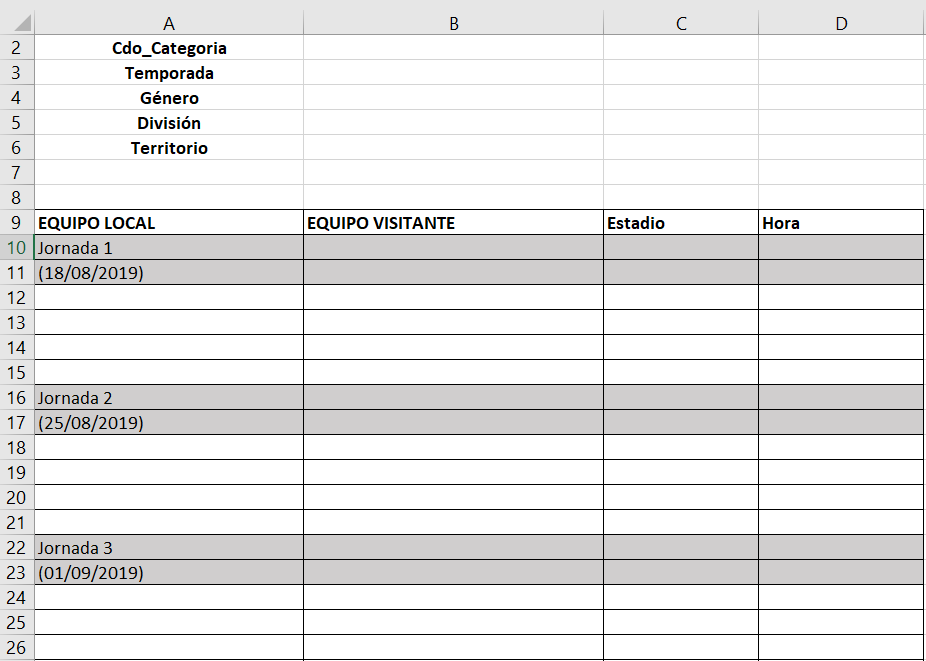 A B C D
2 Cdo_Categoria
3 Temporada
4 Género
5 División
6 Territorio
7
8
9 EQUIPO LOCAL EQUIPO VISITANTE Estadio Hora
10 Jornada 1
11 (18/08/2019)
12
13
14
15
16 Jornada 2
17 (25/08/2019)
18
19
20
21
22 Jornada 3
23 (01/09/2019)
24
25
26